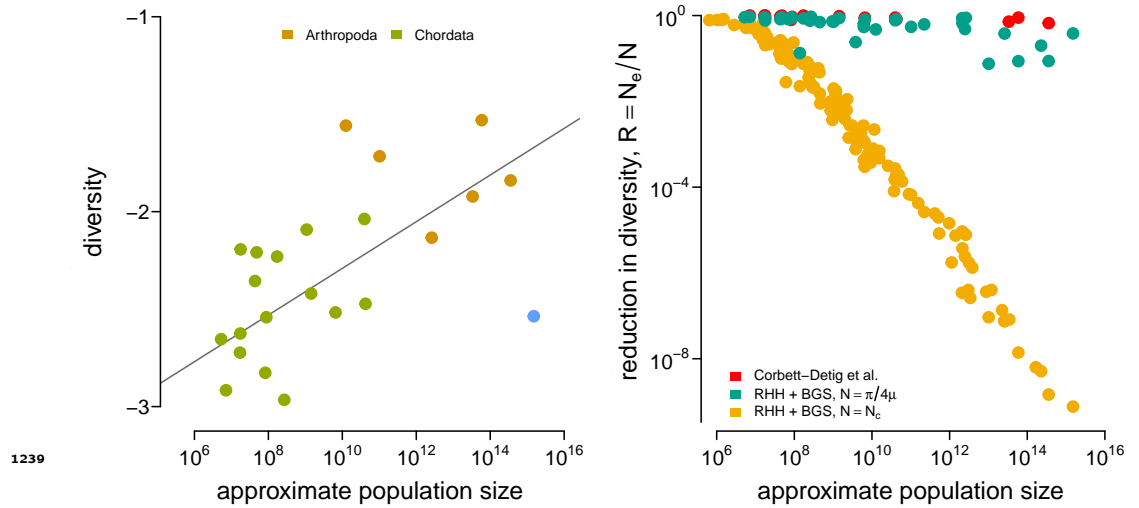 −1
−2
−3
diversity
Arthropoda Chordata
10^6 10^8 10^10 10^12 10^14 10^16
approximate population size
10^0
10^−4
10^−8
reduction in diversity, R = N_e/N
Corbett−Detig et al.
RHH + BGS, N = π/4μ
RHH + BGS, N = N_c
10^6 10^8 10^10 10^12 10^14 10^16
approximate population size
1239